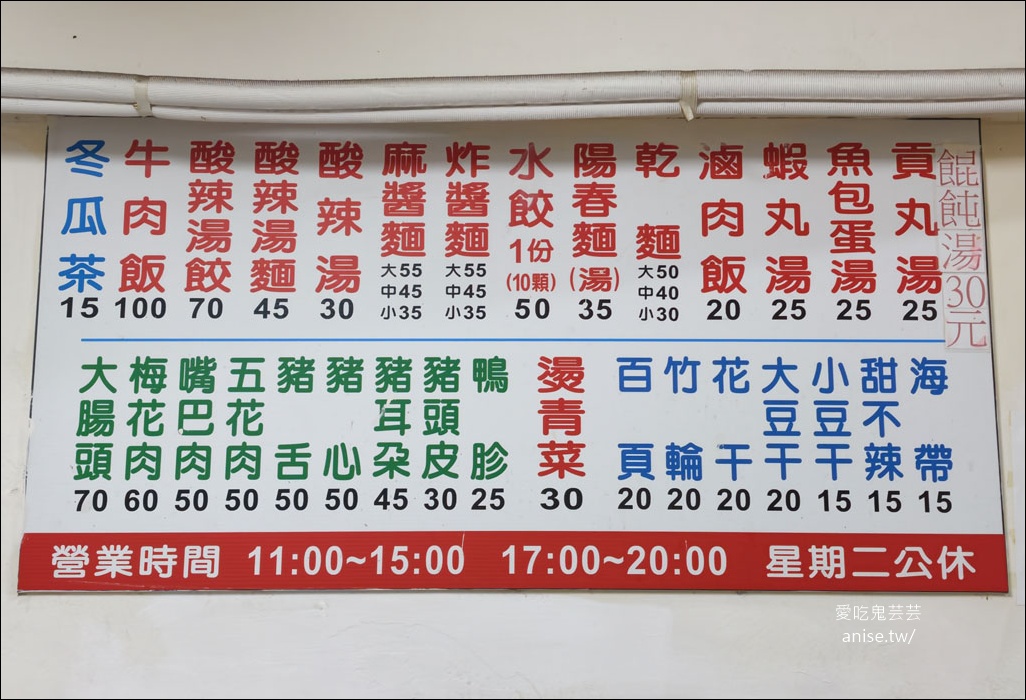 冬瓜茶 15
牛肉飯 100
酸辣湯餃 70
酸辣湯麵 45
酸辣湯 30
麻醬麵 大55 中45 小35
炸醬麵 大55 中45 小35
水餃 1份 (10顆) 50
陽春麵 (湯) 35
乾麵 大50 中40 小30
滷肉飯 20
蝦丸湯 25
魚包蛋湯 25
貢丸湯 25
餛飩湯30元
大腸頭 70
梅花肉 60
嘴巴肉 50
五花肉 50
豬舌 50
豬心 50
豬耳朵 45
豬頭皮 30
鴨胗 25
燙青菜 30
百頁 20
竹輪 20
花干 20
大豆干 20
小豆干 15
甜不辣 15
海帶 15
營業時間 11:00~15:00 17:00~20:00 星期二公休
愛吃鬼芸芸
anise.tw/